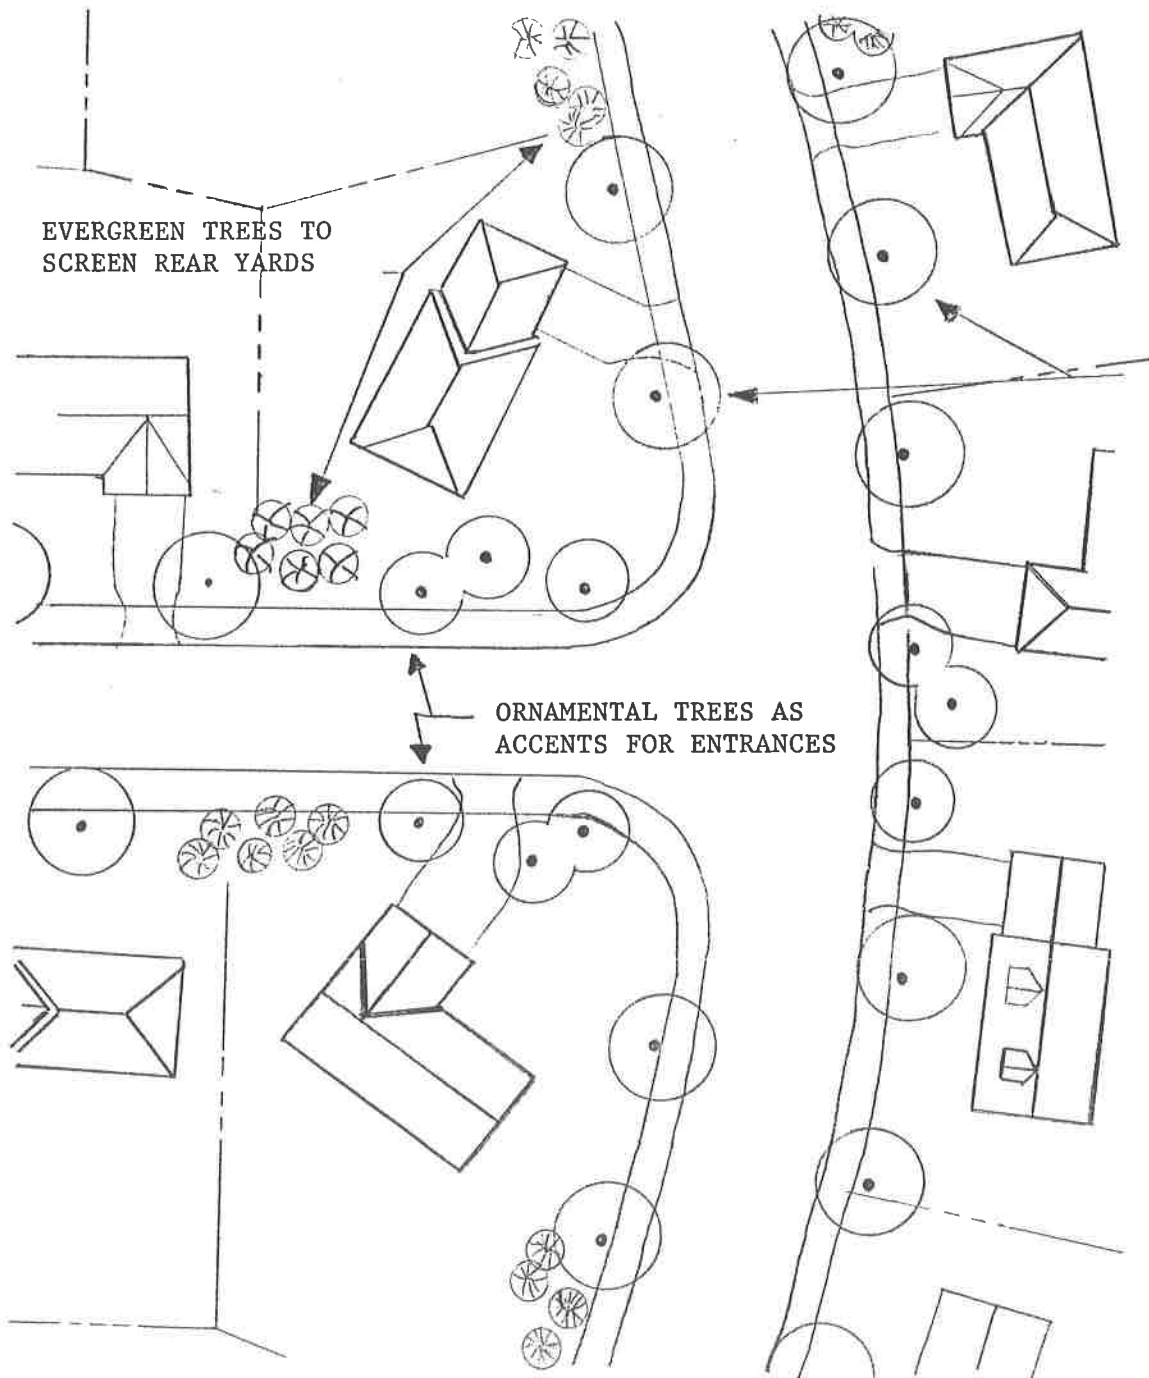 EVERGREEN TREES TO
SCREEN REAR YARDS
ORNAMENTAL TREES AS
ACCENTS FOR ENTRANCES